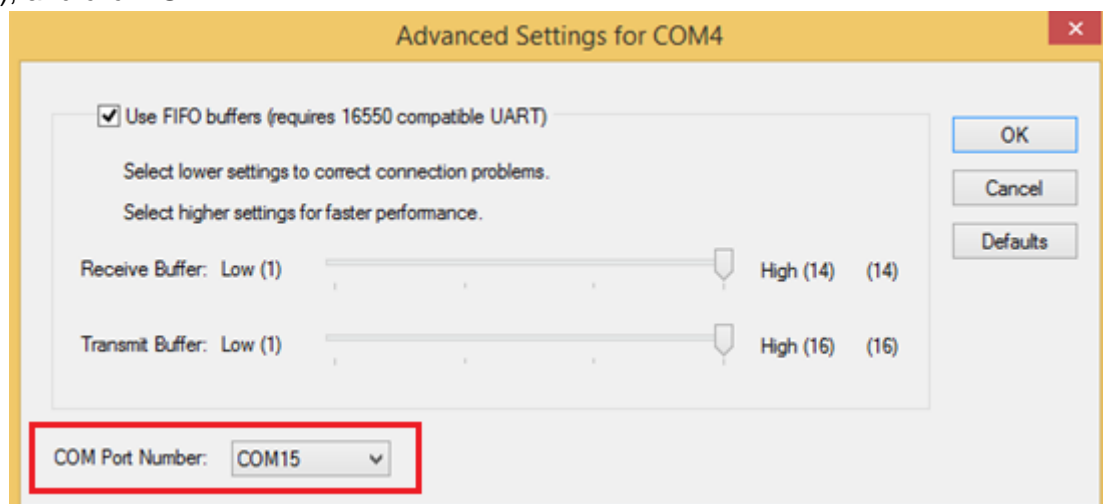 Advanced Settings for COM4
Use FIFO buffers (requires 16550 compatible UART)
OK
Select lower settings to correct connection problems.
Cancel
Select higher settings for faster performance.
Defaults
Receive Buffer: Low (1) High (14) (14)
Transmit Buffer: Low (1) High (16) (16)
COM Port Number: COM15